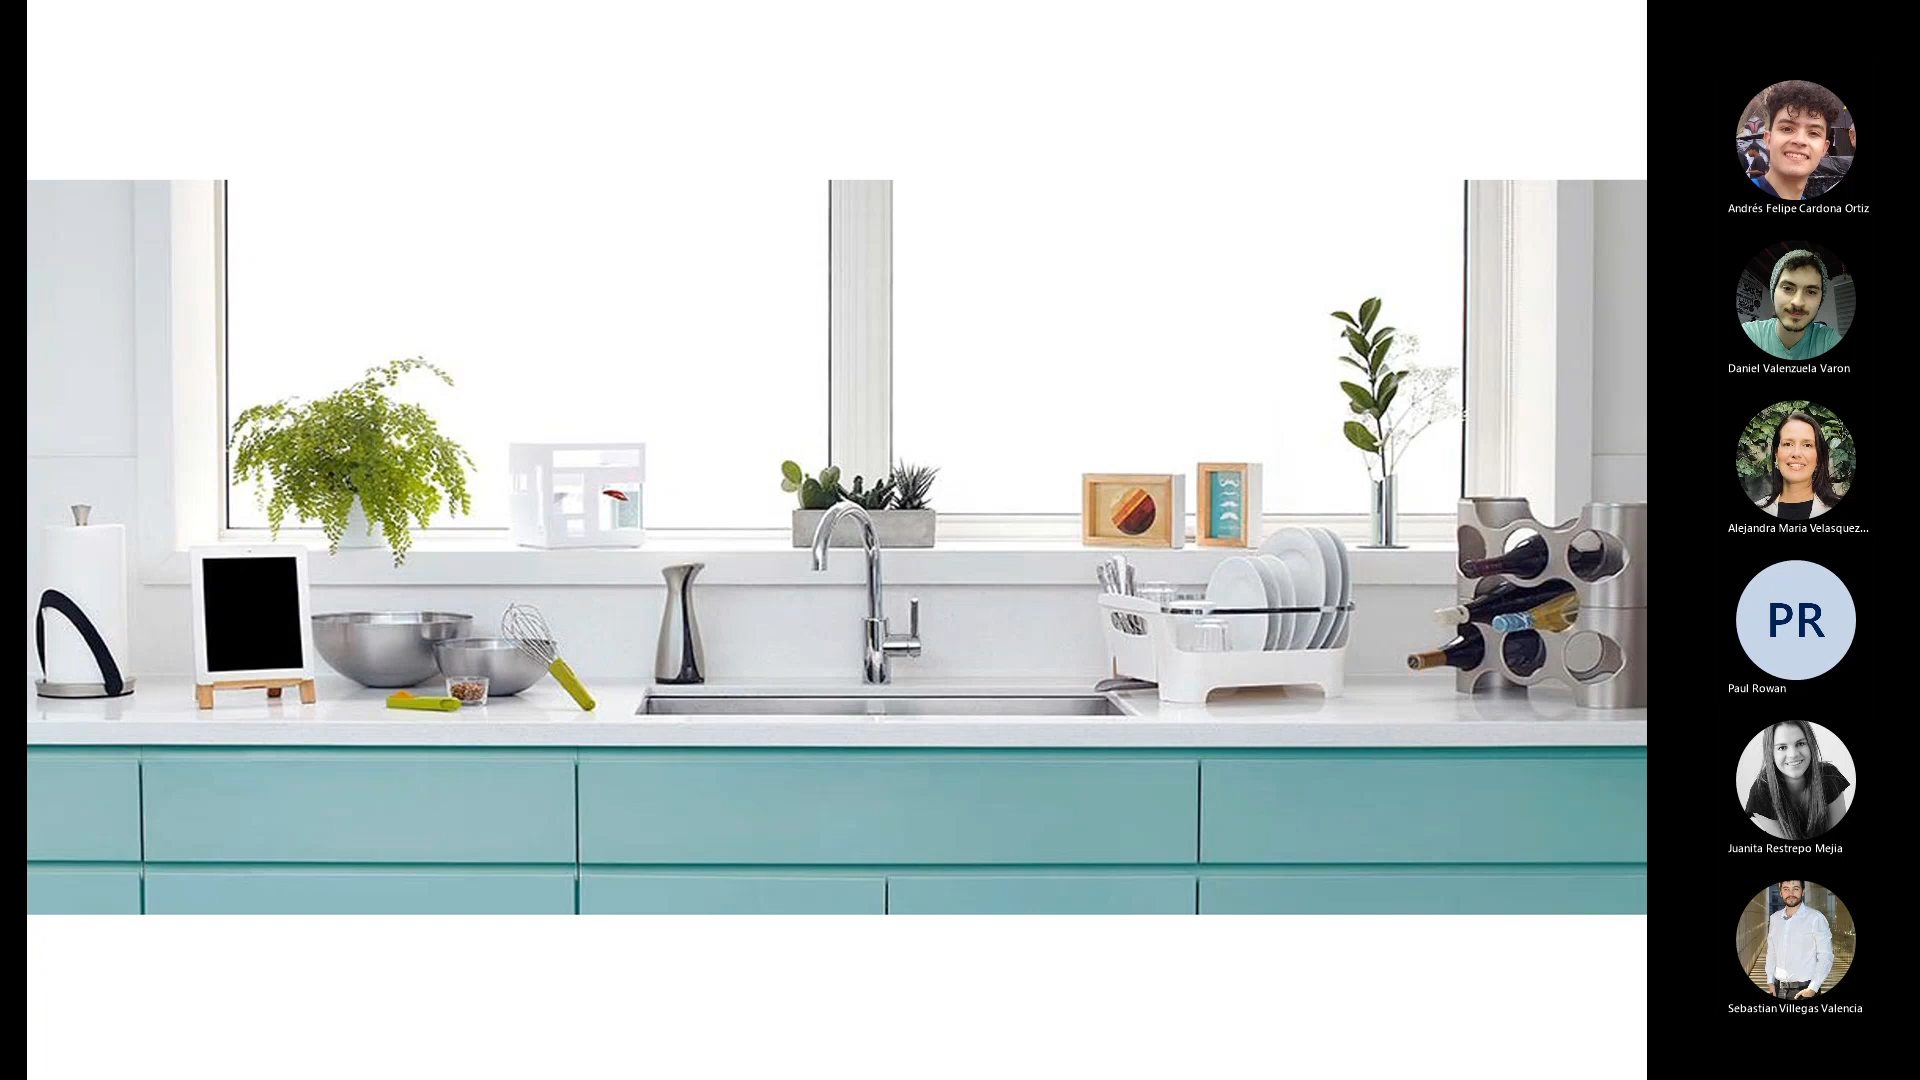 Andrés Felipe Cardona Ortiz
Daniel Valenzuela Varon
Alejandra Maria Velasquez...
PR
Paul Rowan
Juanita Restrepo Mejia
Sebastian Villegas Valencia